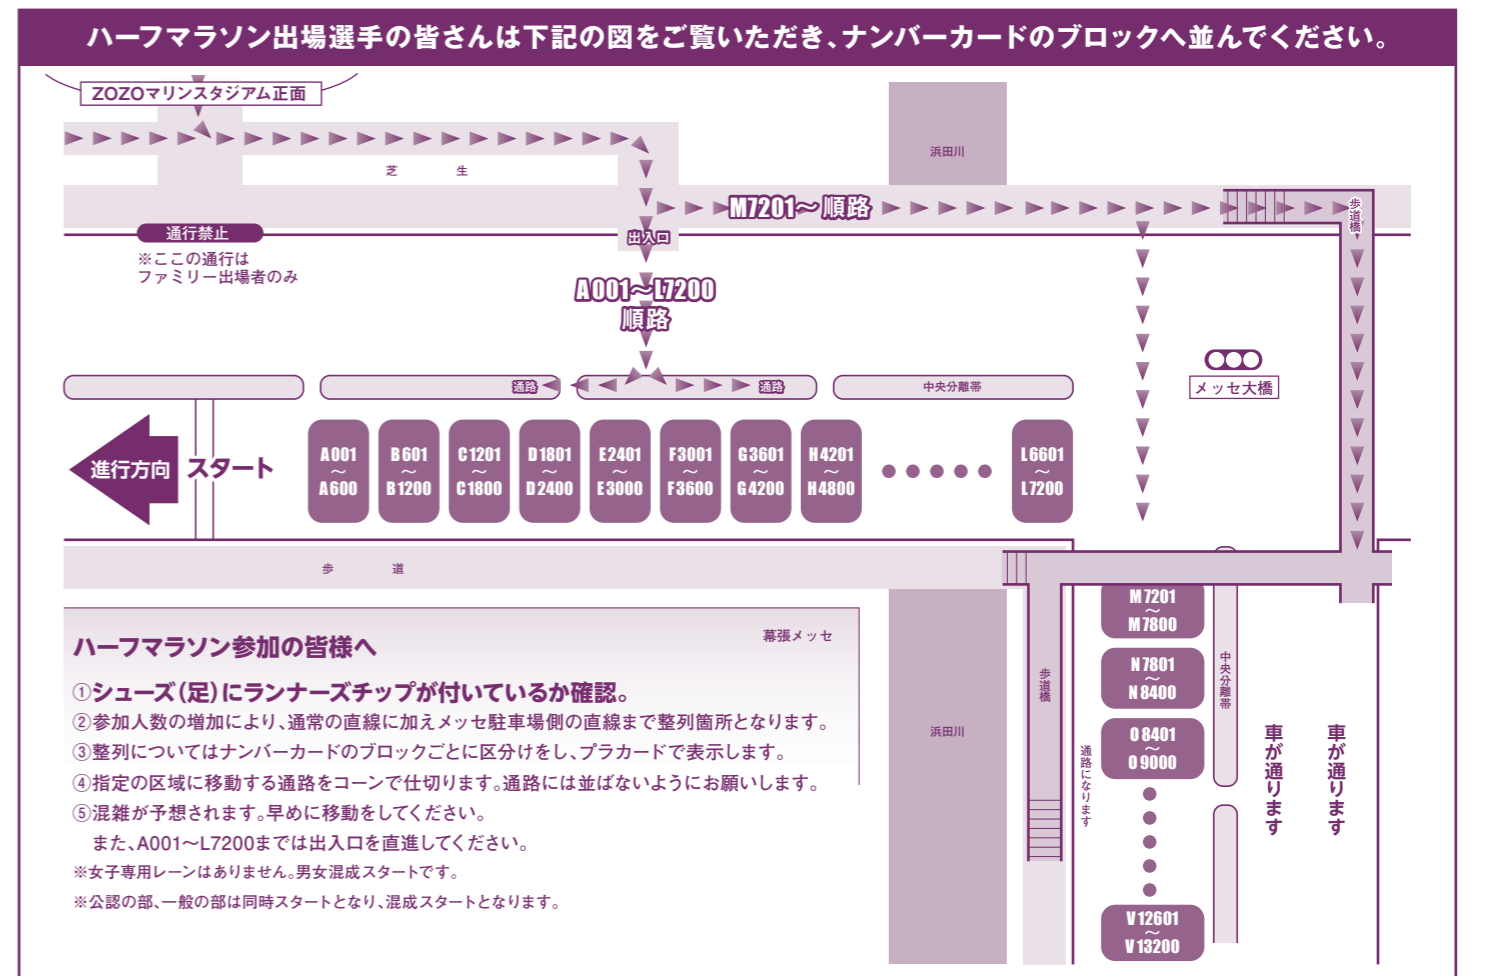 ハーフマラソン出場選手の皆さんは下記の図をご覧いただき、ナンバーカードのブロックへ並んでください。
ZOZOマリンスタジアム正面
芝　生
浜田川
M7201～ 順路
歩道橋
通行禁止
※ここの通行は
ファミリー出場者のみ
出入口
A001～L7200
順路
メッセ大橋
通路
通路
中央分離帯
進行方向
スタート
A001
～
A600
B601
～
B1200
C1201
～
C1800
D1801
～
D2400
E2401
～
E3000
F3001
～
F3600
G3601
～
G4200
H4201
～
H4800
L6601
～
L7200
歩　道
幕張メッセ
ハーフマラソン参加の皆様へ
①シューズ（足）にランナーズチップが付いているか確認。
②参加人数の増加により、通常の直線に加えメッセ駐車場側の直線まで整列箇所となります。
③整列についてはナンバーカードのブロックごとに区分けをし、プラカードで表示します。
④指定の区域に移動する通路をコーンで仕切ります。通路には並ばないようにお願いします。
⑤混雑が予想されます。早めに移動をしてください。
また、A001～L7200までは出入口を直進してください。
※女子専用レーンはありません。男女混成スタートです。
※公認の部、一般の部は同時スタートとなり、混成スタートとなります。
浜田川
歩道橋
通路になります
M7201
～
M7800
N7801
～
N8400
O8401
～
O9000
V12601
～
V13200
中央分離帯
車が通ります
車が通ります